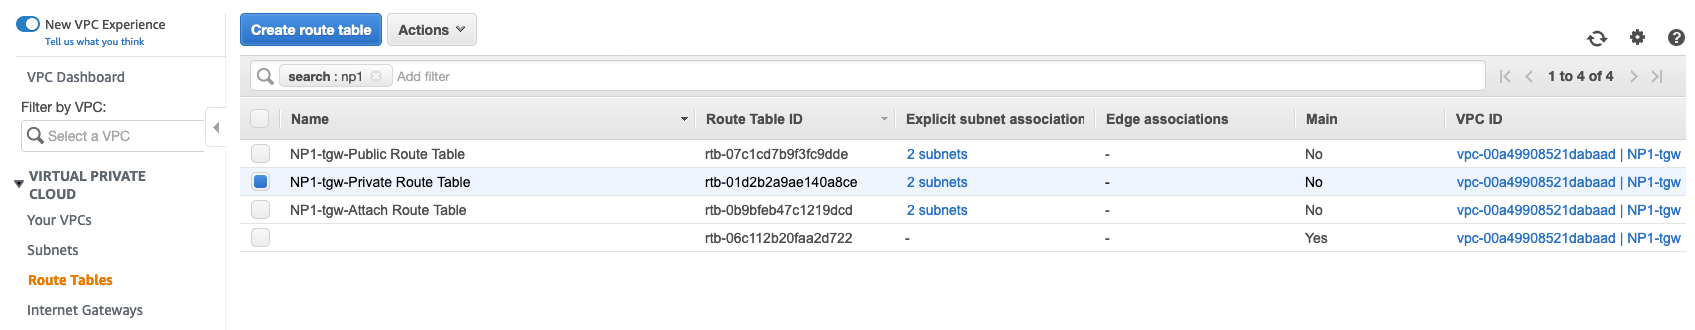 New VPC Experience
Tell us what you think
VPC Dashboard
Filter by VPC:
Select a VPC
VIRTUAL PRIVATE
CLOUD
Your VPCs
Subnets
Route Tables
Internet Gateways
Create route table Actions
search : np1 Add filter 1 to 4 of 4
Name Route Table ID Explicit subnet association Edge associations Main VPC ID
NP1-tgw-Public Route Table rtb-07c1cd7b9f3fc9dde 2 subnets - No vpc-00a49908521dabaad | NP1-tgw
NP1-tgw-Private Route Table rtb-01d2b2a9ae140a8ce 2 subnets - No vpc-00a49908521dabaad | NP1-tgw
NP1-tgw-Attach Route Table rtb-0b9bfeb47c1219dcd 2 subnets - No vpc-00a49908521dabaad | NP1-tgw
rtb-06c112b20faa2d722 - - Yes vpc-00a49908521dabaad | NP1-tgw